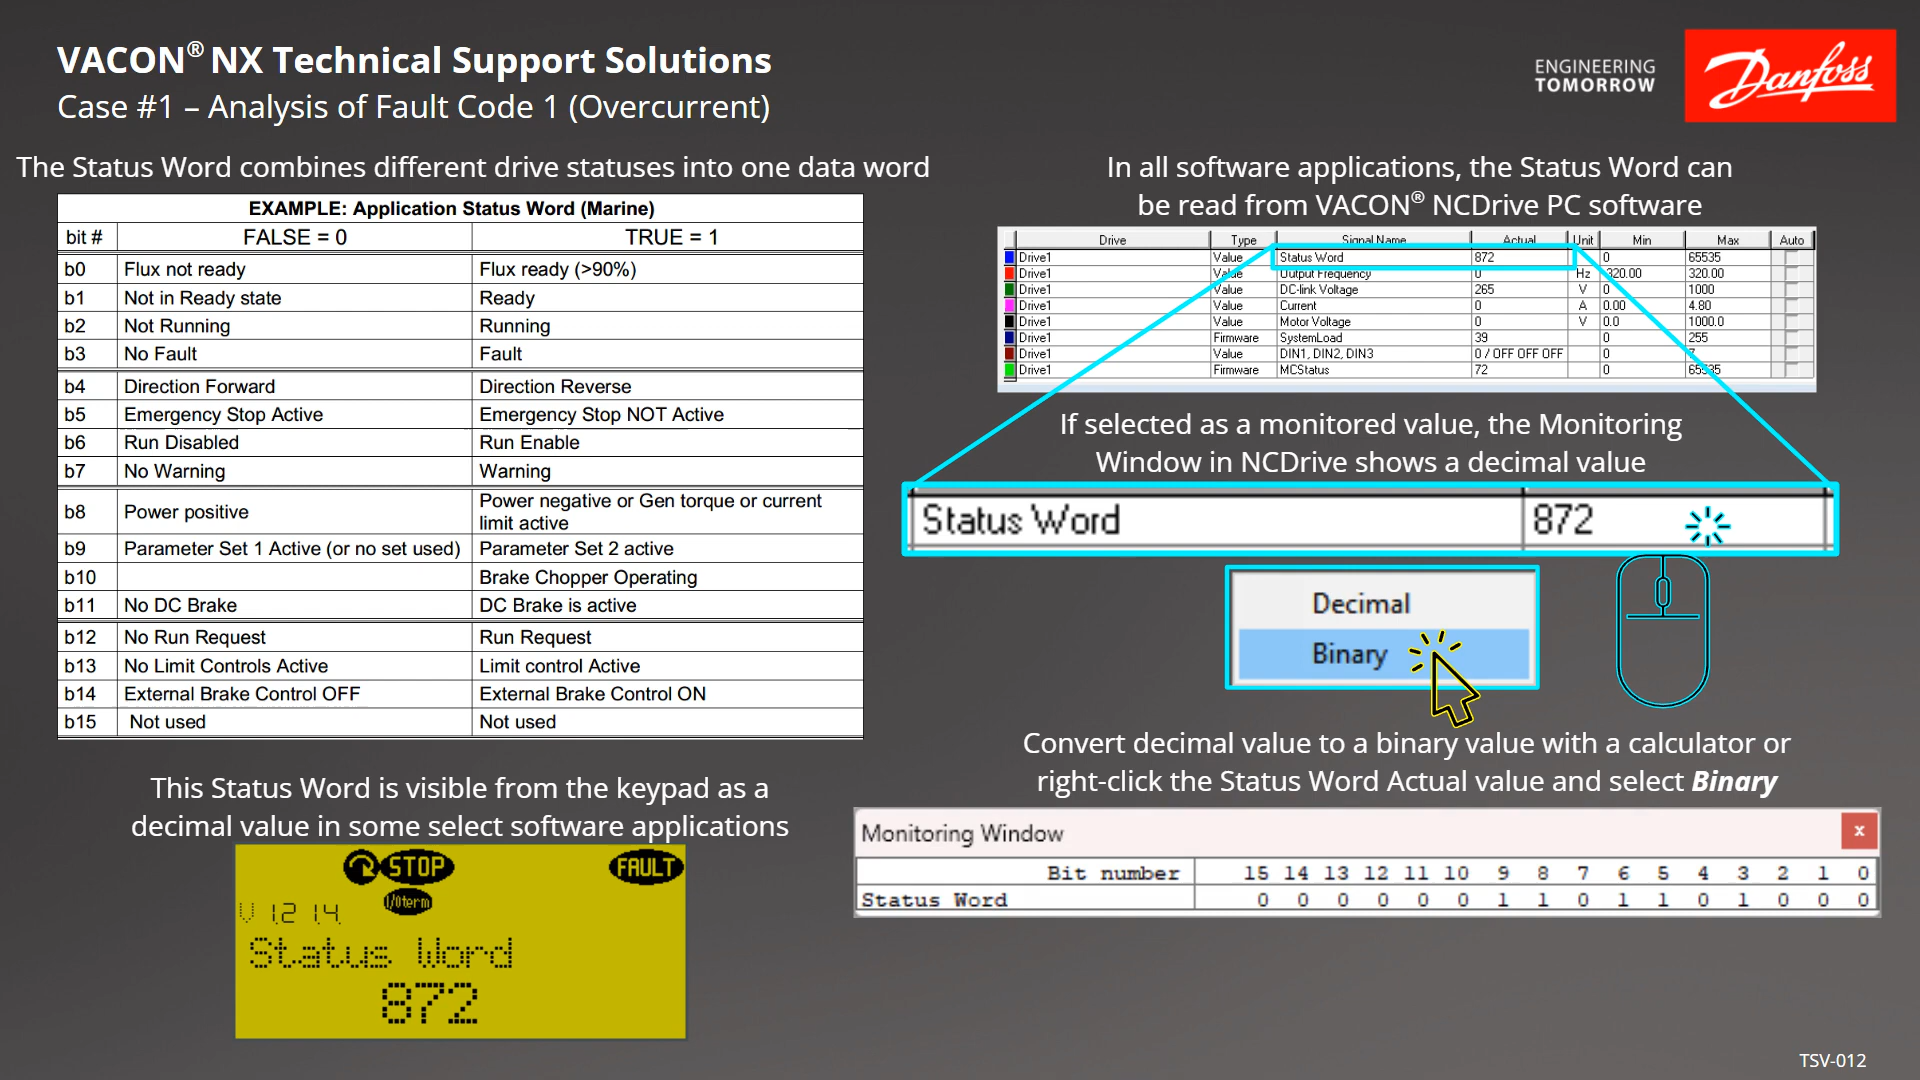 VACON® NX Technical Support Solutions
Case #1 – Analysis of Fault Code 1 (Overcurrent)
ENGINEERING
TOMORROW
Danfoss
The Status Word combines different drive statuses into one data word
EXAMPLE: Application Status Word (Marine)
bit # FALSE = 0 TRUE = 1
b0 Flux not ready Flux ready (>90%)
b1 Not in Ready state Ready
b2 Not Running Running
b3 No Fault Fault
b4 Direction Forward Direction Reverse
b5 Emergency Stop Active Emergency Stop NOT Active
b6 Run Disabled Run Enable
b7 No Warning Warning
b8 Power positive Power negative or Gen torque or current
limit active
b9 Parameter Set 1 Active (or no set used) Parameter Set 2 active
b10 Brake Chopper Operating
b11 No DC Brake DC Brake is active
b12 No Run Request Run Request
b13 No Limit Controls Active Limit control Active
b14 External Brake Control OFF External Brake Control ON
b15 Not used Not used
This Status Word is visible from the keypad as a
decimal value in some select software applications
STOP FAULT
I/Oterm
V 1.2 1.4
Status Word
872
In all software applications, the Status Word can
be read from VACON® NCDrive PC software
Drive Type Signal Name Actual Unit Min Max Auto
Drive1 Value Status Word 872 0 65535
Drive1 Value Output Frequency 0 Hz -320.00 320.00
Drive1 Value DC-link Voltage 265 V 0 1000
Drive1 Value Current 0 A 0.00 4.80
Drive1 Value Motor Voltage 0 V 0.0 1000.0
Drive1 Firmware SystemLoad 39 0 255
Drive1 Value DIN1, DIN2, DIN3 0 / OFF OFF OFF 0 7
Drive1 Firmware MCStatus 72 0 65535
If selected as a monitored value, the Monitoring
Window in NCDrive shows a decimal value
Status Word 872
Decimal
Binary
Convert decimal value to a binary value with a calculator or
right-click the Status Word Actual value and select Binary
Monitoring Window x
Bit number 15 14 13 12 11 10 9 8 7 6 5 4 3 2 1 0
Status Word 0 0 0 0 0 0 1 1 0 1 1 0 1 0 0 0
TSV-012